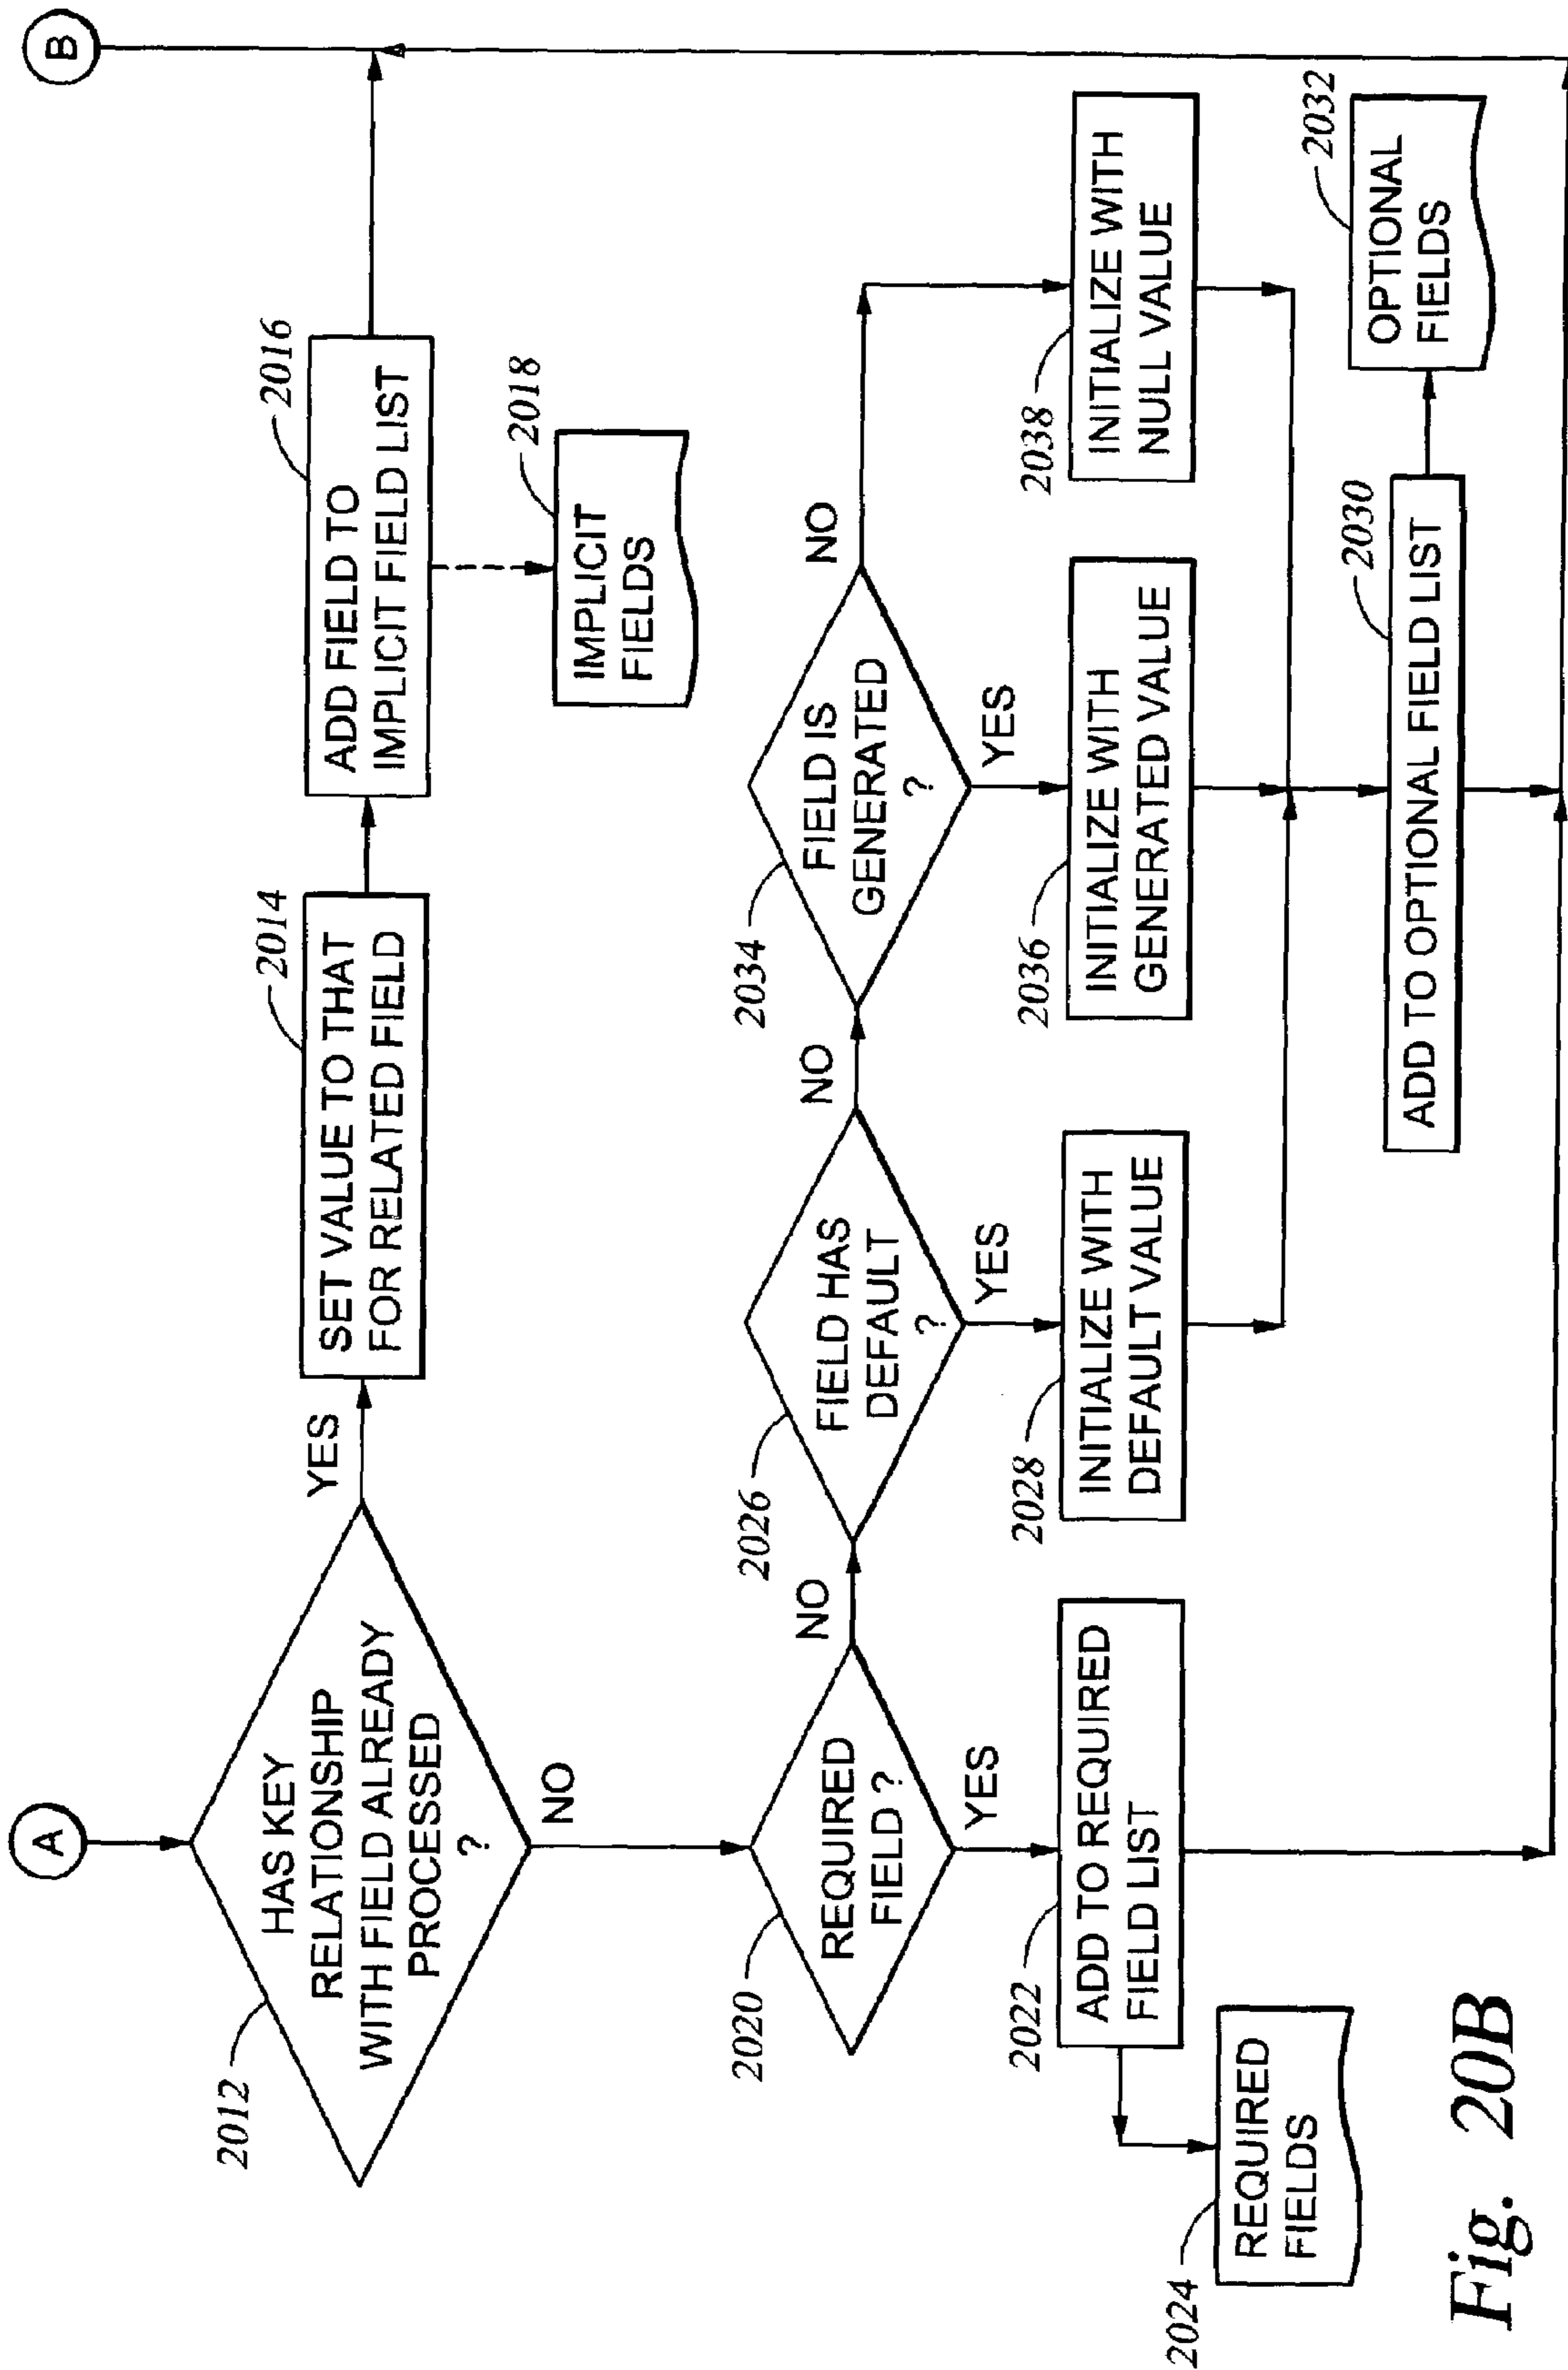 A
B
2012
HAS KEY
RELATIONSHIP
WITH FIELD ALREADY
PROCESSED
?
YES
NO
2014
SET VALUE TO THAT
FOR RELATED FIELD
2016
ADD FIELD TO
IMPLICIT FIELD LIST
2018
IMPLICIT
FIELDS
2020
REQUIRED
FIELD ?
NO
YES
2026
FIELD HAS
DEFAULT
?
NO
YES
2034
FIELD IS
GENERATED
?
NO
YES
2022
ADD TO REQUIRED
FIELD LIST
2028
INITIALIZE WITH
DEFAULT VALUE
2036
INITIALIZE WITH
GENERATED VALUE
2038
INITIALIZE WITH
NULL VALUE
2024
REQUIRED
FIELDS
2030
ADD TO OPTIONAL FIELD LIST
2032
OPTIONAL
FIELDS
Fig. 20B